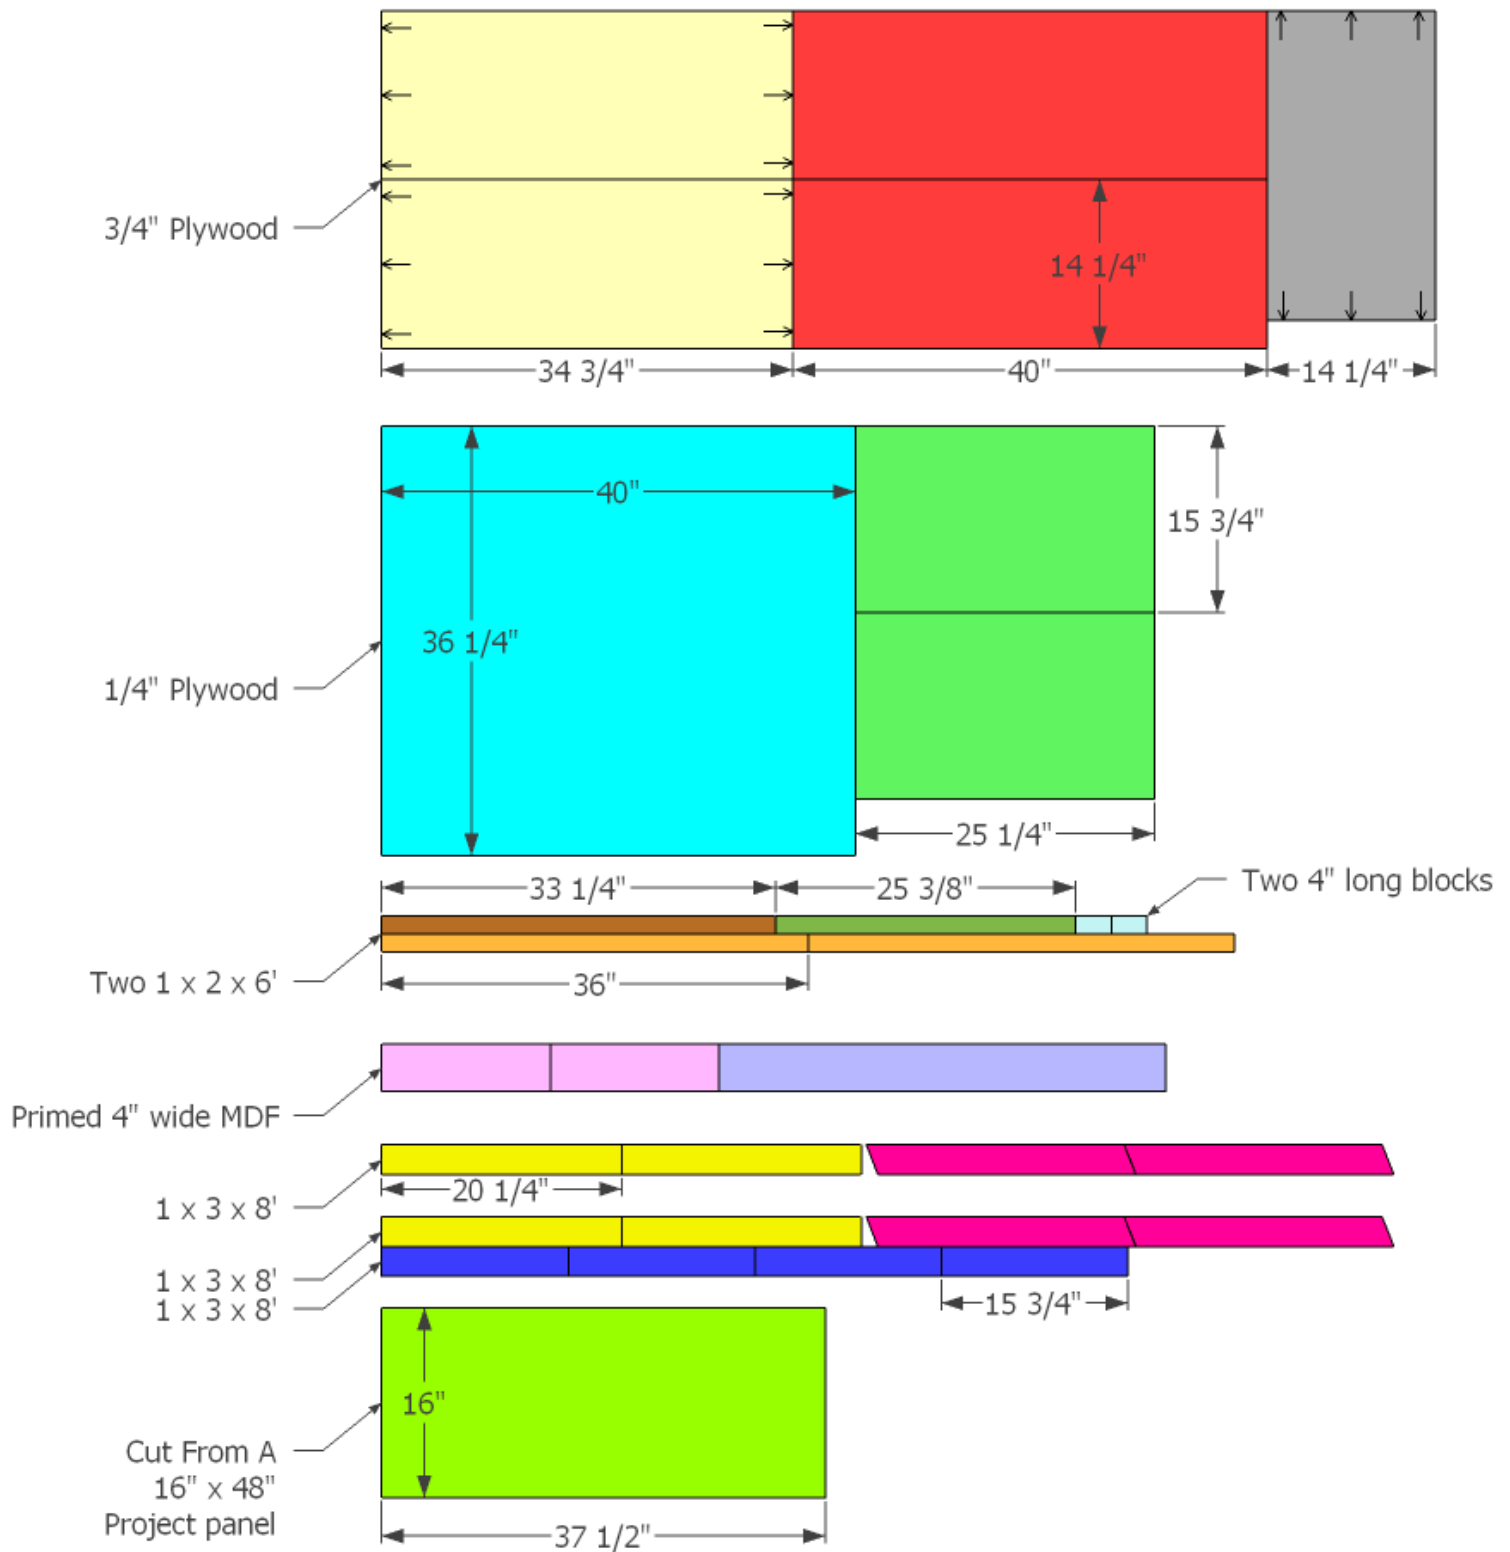 3/4" Plywood
14 1/4"
34 3/4"
40"
14 1/4"
40"
15 3/4"
36 1/4"
1/4" Plywood
25 1/4"
33 1/4"
25 3/8"
Two 4" long blocks
Two 1 x 2 x 6'
36"
Primed 4" wide MDF
20 1/4"
1 x 3 x 8'
1 x 3 x 8'
1 x 3 x 8'
15 3/4"
16"
Cut From A
16" x 48"
Project panel
37 1/2"